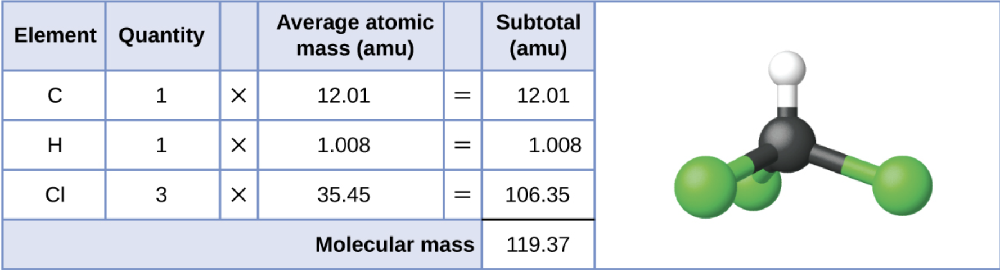 Element Quantity Average atomic mass (amu) Subtotal (amu)
C 1 × 12.01 = 12.01
H 1 × 1.008 = 1.008
Cl 3 × 35.45 = 106.35
Molecular mass 119.37